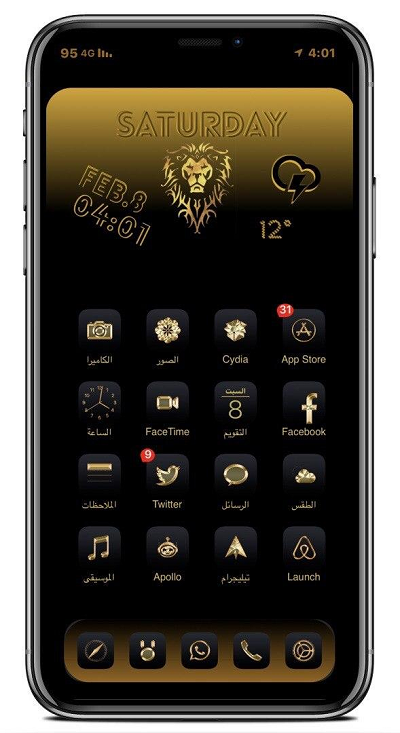 95 4G
4:01
SATURDAY
FEB.8
04:01
12°
31
الكاميرا
الصور
Cydia
App Store
السبت
8
الساعة
FaceTime
التقويم
Facebook
9
الملاحظات
Twitter
الرسائل
الطقس
الموسيقى
Apollo
تيليجرام
Launch